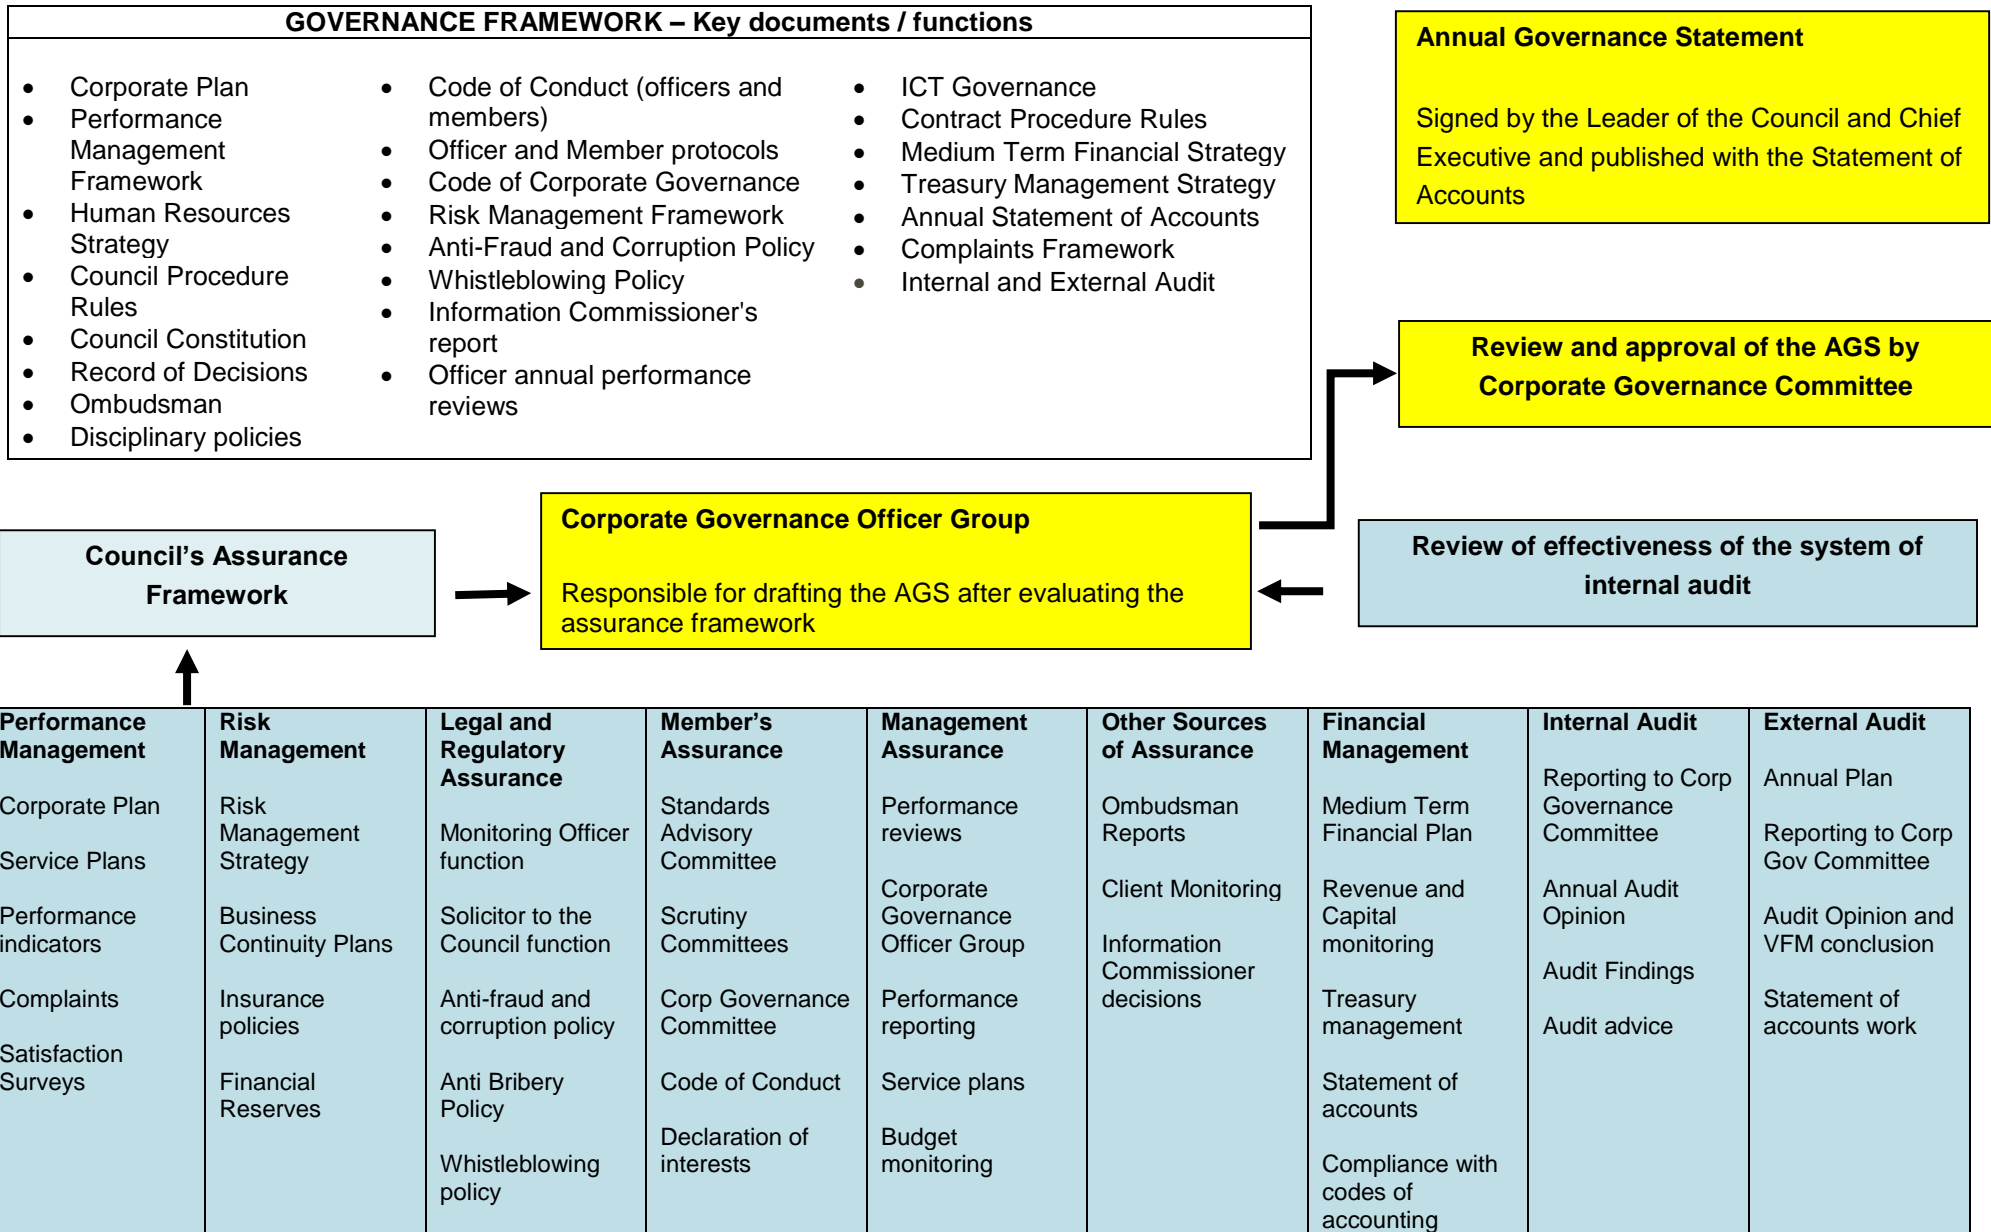 GOVERNANCE FRAMEWORK – Key documents / functions
• Corporate Plan
• Performance
Management
Framework
• Human Resources
Strategy
• Council Procedure
Rules
• Council Constitution
• Record of Decisions
• Ombudsman
• Disciplinary policies
• Code of Conduct (officers and
members)
• Officer and Member protocols
• Code of Corporate Governance
• Risk Management Framework
• Anti-Fraud and Corruption Policy
• Whistleblowing Policy
• Information Commissioner's
report
• Officer annual performance
reviews
• ICT Governance
• Contract Procedure Rules
• Medium Term Financial Strategy
• Treasury Management Strategy
• Annual Statement of Accounts
• Complaints Framework
• Internal and External Audit
Annual Governance Statement
Signed by the Leader of the Council and Chief
Executive and published with the Statement of
Accounts
Review and approval of the AGS by
Corporate Governance Committee
Council’s Assurance
Framework
Corporate Governance Officer Group
Responsible for drafting the AGS after evaluating the
assurance framework
Review of effectiveness of the system of
internal audit
Performance
Management
Corporate Plan
Service Plans
Performance
indicators
Complaints
Satisfaction
Surveys
Risk
Management
Risk
Management
Strategy
Business
Continuity Plans
Insurance
policies
Financial
Reserves
Legal and
Regulatory
Assurance
Monitoring Officer
function
Solicitor to the
Council function
Anti-fraud and
corruption policy
Anti Bribery
Policy
Whistleblowing
policy
Member’s
Assurance
Standards
Advisory
Committee
Scrutiny
Committees
Corp Governance
Committee
Code of Conduct
Declaration of
interests
Management
Assurance
Performance
reviews
Corporate
Governance
Officer Group
Performance
reporting
Service plans
Budget
monitoring
Other Sources
of Assurance
Ombudsman
Reports
Client Monitoring
Information
Commissioner
decisions
Financial
Management
Medium Term
Financial Plan
Revenue and
Capital
monitoring
Treasury
management
Statement of
accounts
Compliance with
codes of
accounting
Internal Audit
Reporting to Corp
Governance
Committee
Annual Audit
Opinion
Audit Findings
Audit advice
External Audit
Annual Plan
Reporting to Corp
Gov Committee
Audit Opinion and
VFM conclusion
Statement of
accounts work